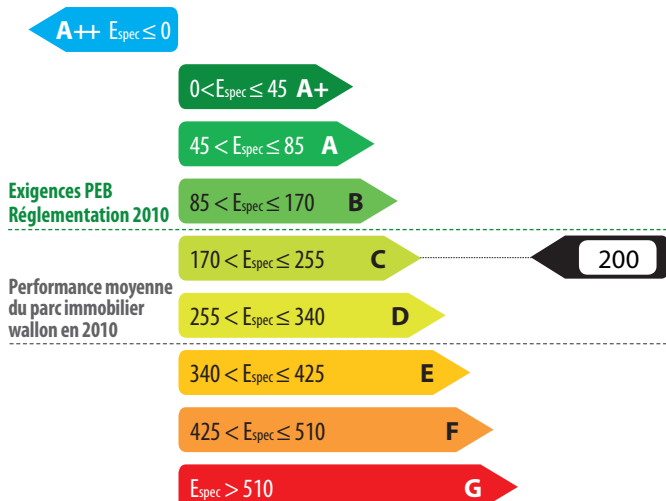 A++ Espec ≤ 0
0<Espec ≤ 45 A+
45 < Espec ≤ 85 A
Exigences PEB
Réglementation 2010
85 < Espec ≤ 170 B
170 < Espec ≤ 255 C
200
Performance moyenne
du parc immobilier
wallon en 2010
255 < Espec ≤ 340 D
340 < Espec ≤ 425 E
425 < Espec ≤ 510 F
Espec > 510 G